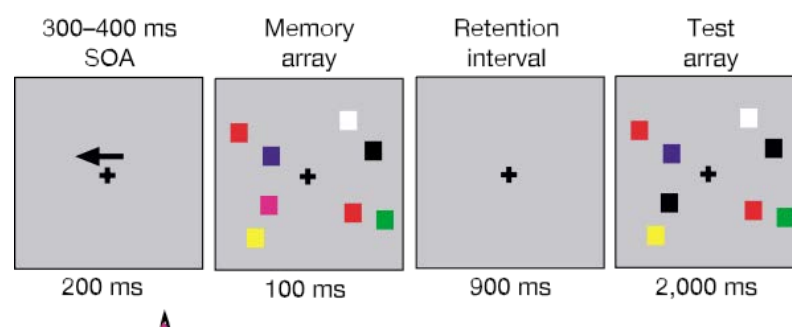 300–400 ms
SOA
Memory
array
Retention
interval
Test
array
200 ms
100 ms
900 ms
2,000 ms